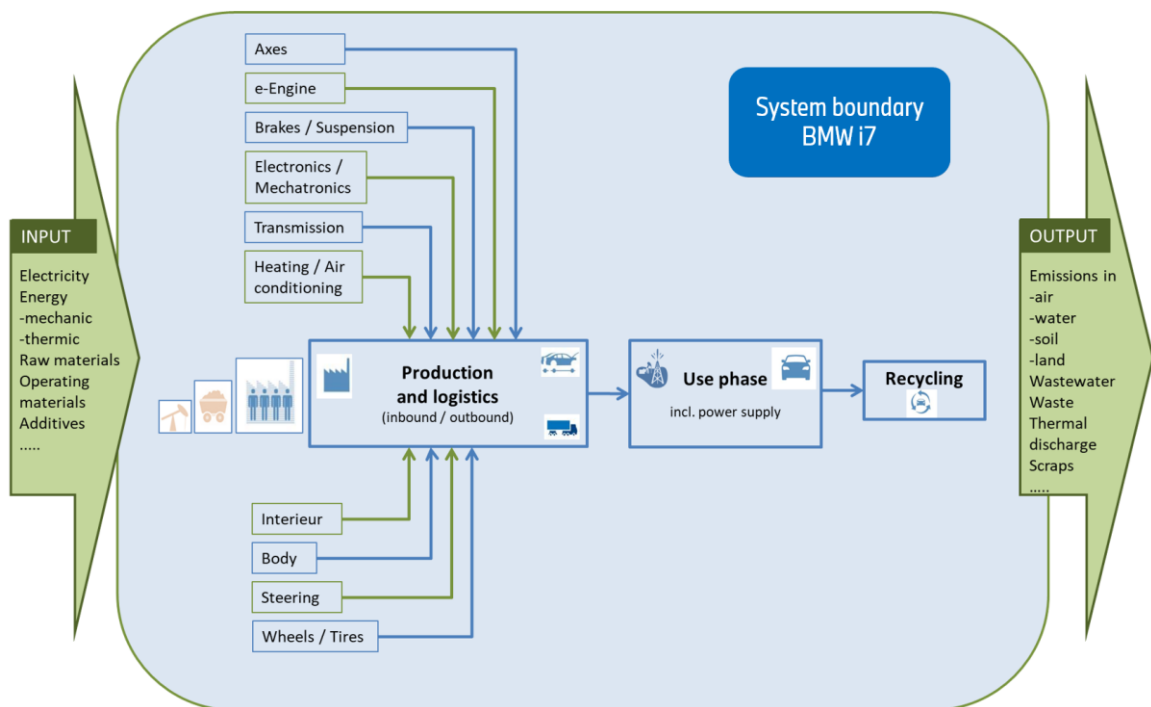 System boundary
BMW i7
INPUT
Electricity
Energy
-mechanic
-thermic
Raw materials
Operating
materials
Additives
.....
Axes
e-Engine
Brakes / Suspension
Electronics /
Mechatronics
Transmission
Heating / Air
conditioning
Production
and logistics
(inbound / outbound)
Use phase
incl. power supply
Recycling
Interieur
Body
Steering
Wheels / Tires
OUTPUT
Emissions in
-air
-water
-soil
-land
Wastewater
Waste
Thermal
discharge
Scraps
.....